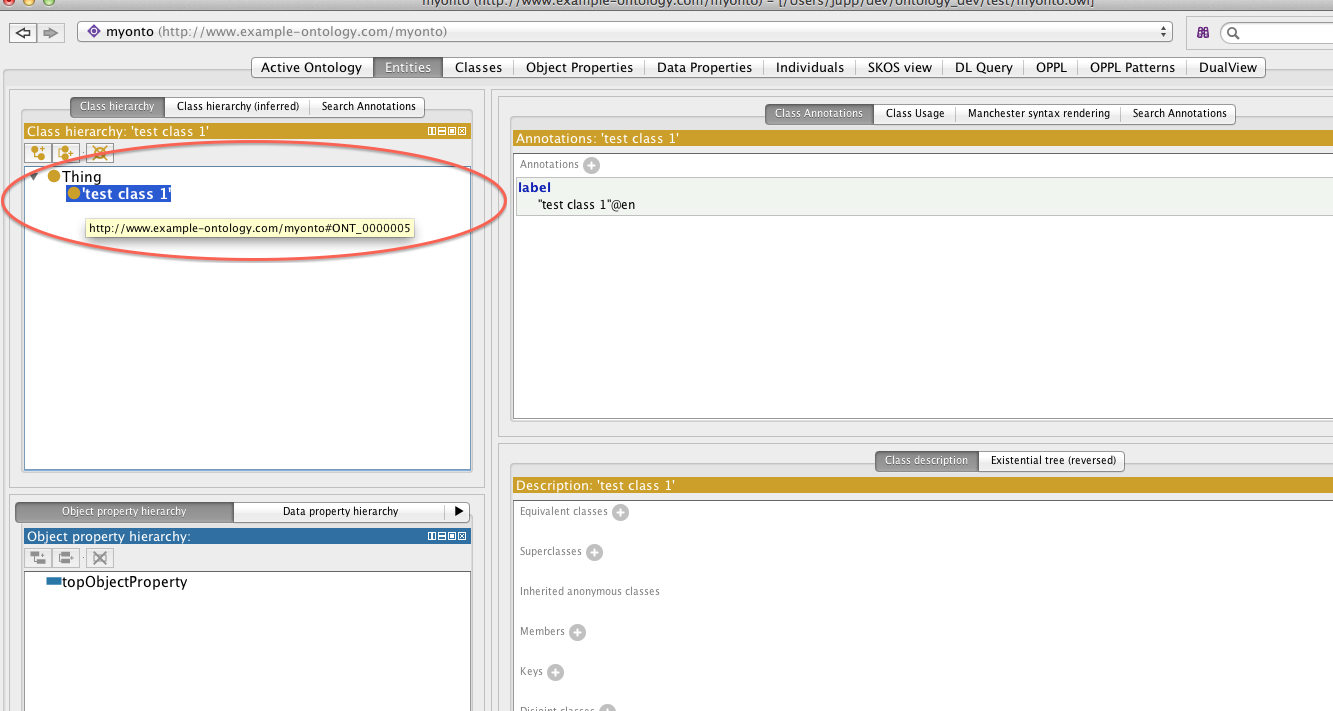 myonto (http://www.example-ontology.com/myonto) – [/Users/jupp/dev/ontology_dev/test/myonto.owl]
myonto (http://www.example-ontology.com/myonto)
Active Ontology Entities Classes Object Properties Data Properties Individuals SKOS view DL Query OPPL OPPL Patterns DualView
Class hierarchy Class hierarchy (inferred) Search Annotations
Class hierarchy: 'test class 1'
Thing
'test class 1'
http://www.example-ontology.com/myonto#ONT_0000005
Object property hierarchy Data property hierarchy
Object property hierarchy:
topObjectProperty
Class Annotations Class Usage Manchester syntax rendering Search Annotations
Annotations: 'test class 1'
Annotations
label
"test class 1"@en
Class description Existential tree (reversed)
Description: 'test class 1'
Equivalent classes
Superclasses
Inherited anonymous classes
Members
Keys
Disjoint classes